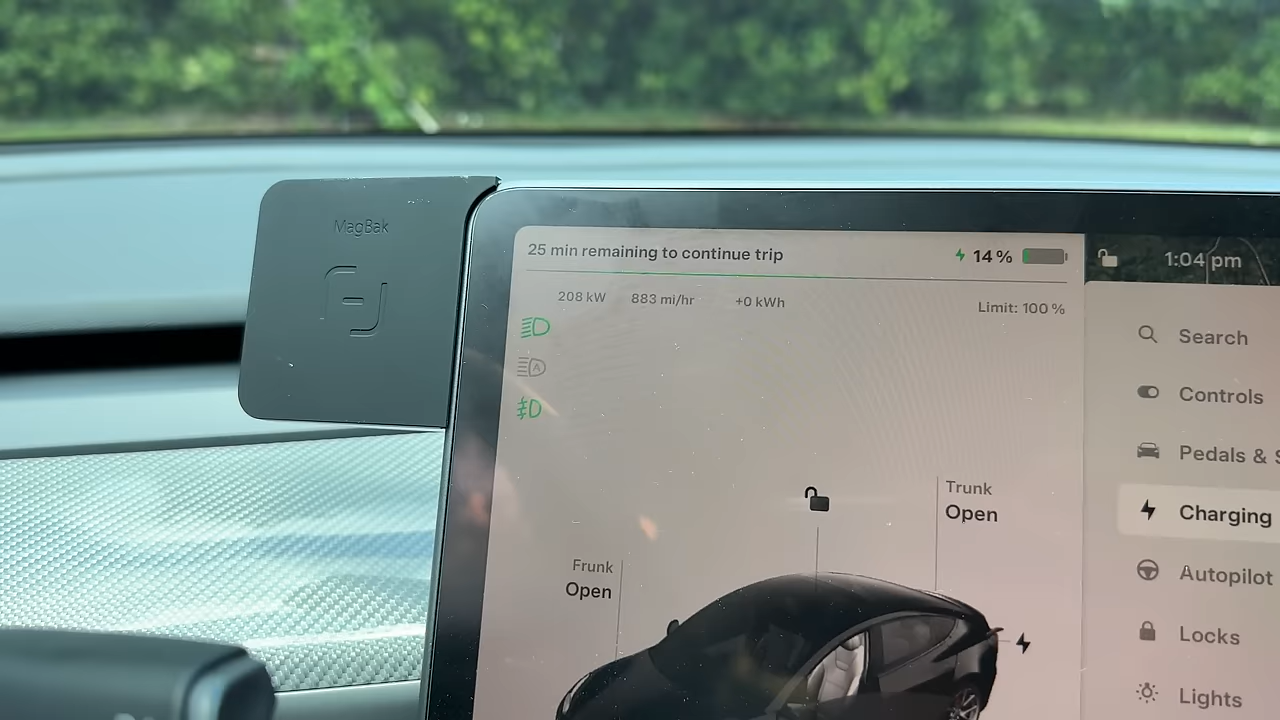 MagBak
25 min remaining to continue trip
14 %
208 kW 883 mi/hr +0 kWh
Limit: 100 %
A
Frunk
Open
Trunk
Open
1:04 pm
Search
Controls
Pedals & S
Charging
Autopilot
Locks
Lights